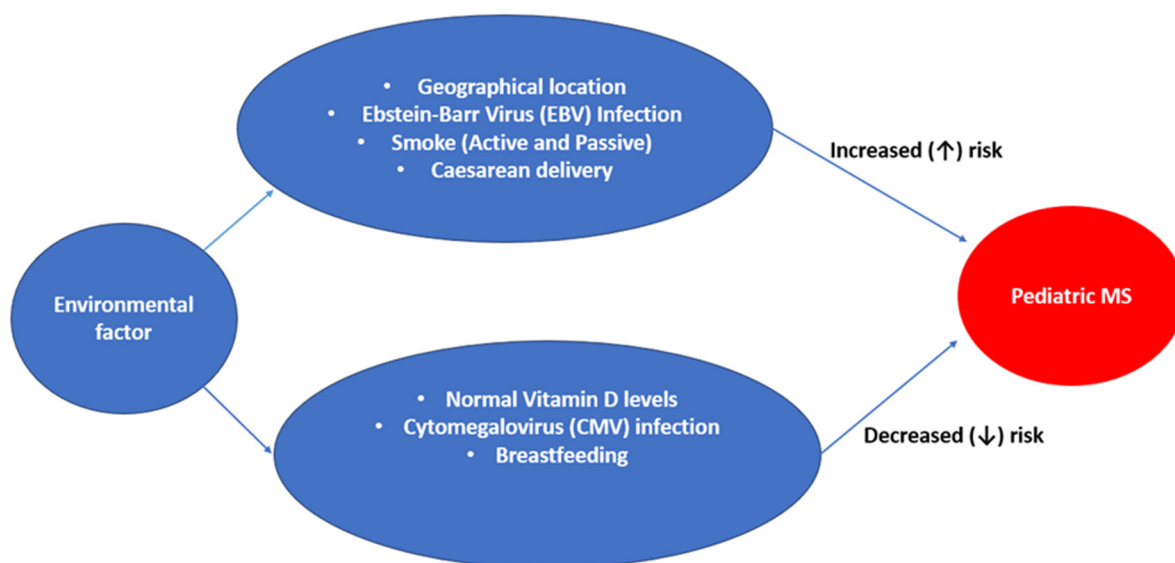 • Geographical location
• Ebstein-Barr Virus (EBV) Infection
• Smoke (Active and Passive)
• Caesarean delivery
Increased (↑) risk
Environmental
factor
Pediatric MS
• Normal Vitamin D levels
• Cytomegalovirus (CMV) infection
• Breastfeeding
Decreased (↓) risk